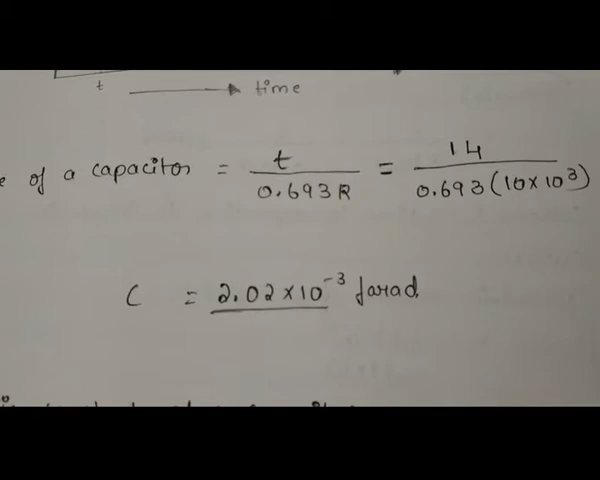 t → time
of a capacitor = t / 0.693R = 14 / 0.693(10×10³)
C = 2.02×10⁻³ farad.